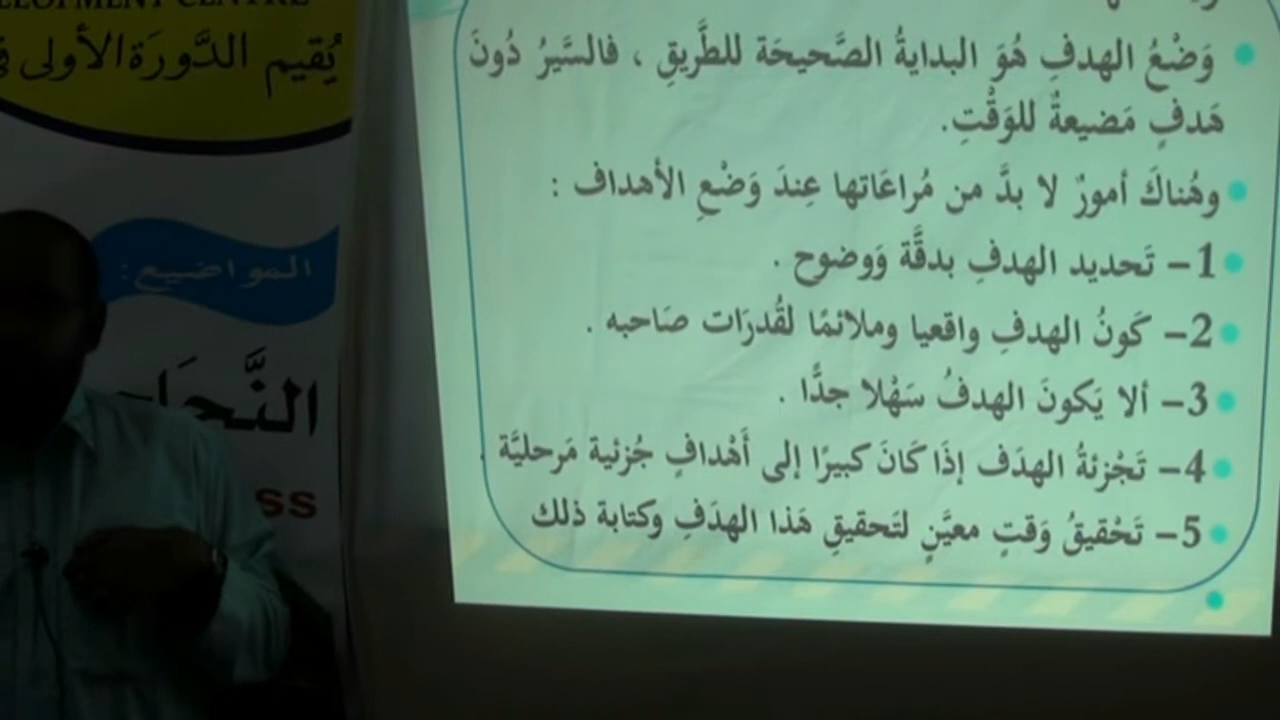 يُقيم الدَّورَة الأولى
المواضيع:
وَضْعُ الهدفِ هُوَ البدايةُ الصَّحيحَة للطَّريقِ ، فالسَّيرُ دُونَ
هَدفٍ مَضيعةٌ للوَقْتِ.
وهُناكَ أمورٌ لا بدَّ من مُراعَاتها عِندَ وَضْعِ الأهداف :
1– تَحديد الهدفِ بدقَّة وَوضوح .
2– كَونُ الهدفِ واقعيا وملائمًا لقُدرَات صَاحبه .
3– ألا يَكونَ الهدفُ سَهْلا جدًّا .
4– تَجْزئةُ الهدَف إذَا كَانَ كبيرًا إلى أَهْدافٍ جُزئية مَرحليَّة .
5– تَحْقيقُ وَقتٍ معيَّنٍ لتَحقيقِ هَذا الهدَفِ وكتابة ذلك